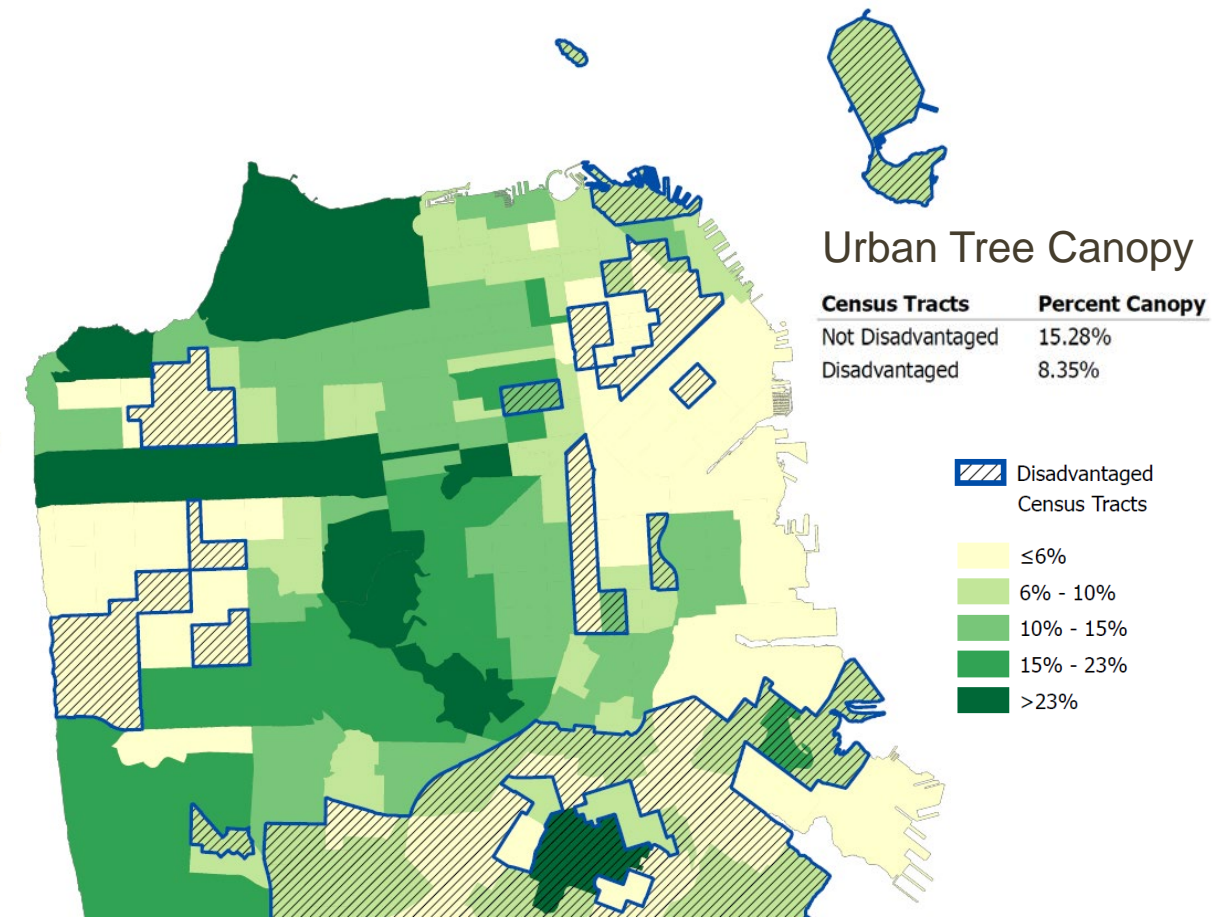 Urban Tree Canopy
Census Tracts Percent Canopy
Not Disadvantaged 15.28%
Disadvantaged 8.35%
Disadvantaged
Census Tracts
≤6%
6% - 10%
10% - 15%
15% - 23%
>23%